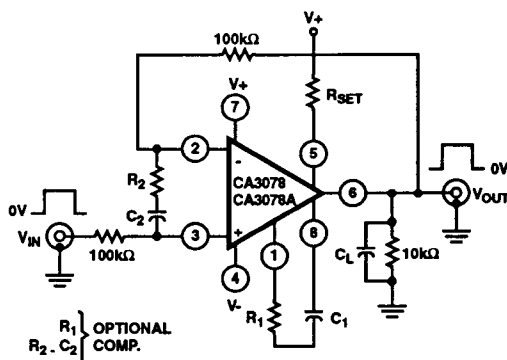 100kΩ
V+
V+
RSET
7
5
2
-
R2
C2
CA3078
CA3078A
6
0V
VOUT
0V
VIN
100kΩ
3
+
4
V-
1
8
CL
10kΩ
R1
C1
R1 } OPTIONAL
R2 - C2 } COMP.